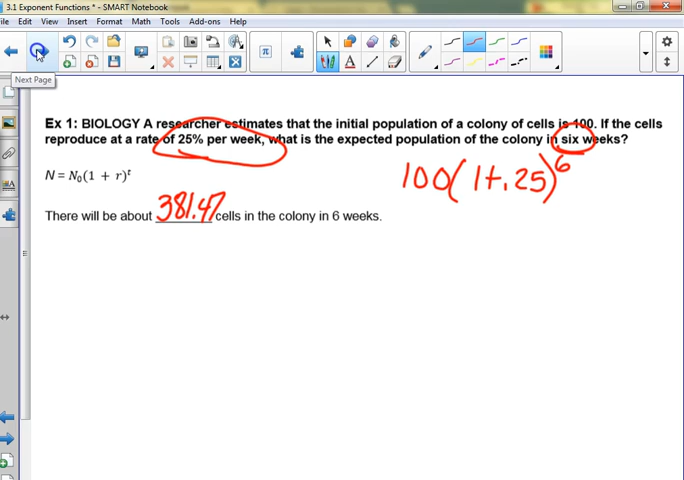 3.1 Exponent Functions * - SMART Notebook
File Edit View Insert Format Math Tools Add-ons Help
Next Page
Ex 1: BIOLOGY A researcher estimates that the initial population of a colony of cells is 100. If the cells
reproduce at a rate of 25% per week, what is the expected population of the colony in six weeks?
100(1+.25)^6
N = N₀(1 + r)ᵗ
There will be about 381.47 cells in the colony in 6 weeks.